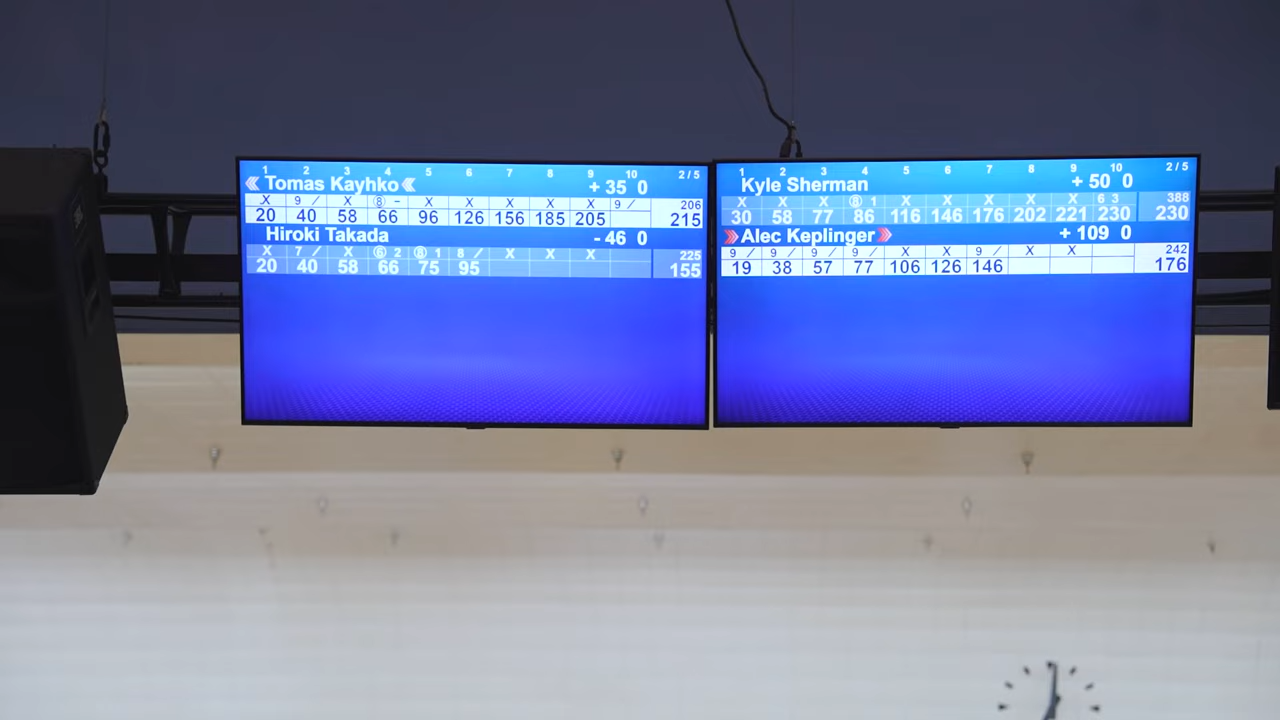 1 2 3 4 5 6 7 8 9 10 2/5
Tomas Kayhko +35 0
X 9 / X ⑧ - X X X X X 9 / 206
20 40 58 66 96 126 156 185 205 215
Hiroki Takada -46 0
X 7 / X ⑥ 2 ⑧ 1 8 / X X X 225
20 40 58 66 75 95 155
1 2 3 4 5 6 7 8 9 10 2/5
Kyle Sherman +50 0
X X X ⑧ 1 X X X X X 6 3 388
30 58 77 86 116 146 176 202 221 230 230
Alec Keplinger +109 0
9 / 9 / 9 / 9 / X X 9 / X X 242
19 38 57 77 106 126 146 176